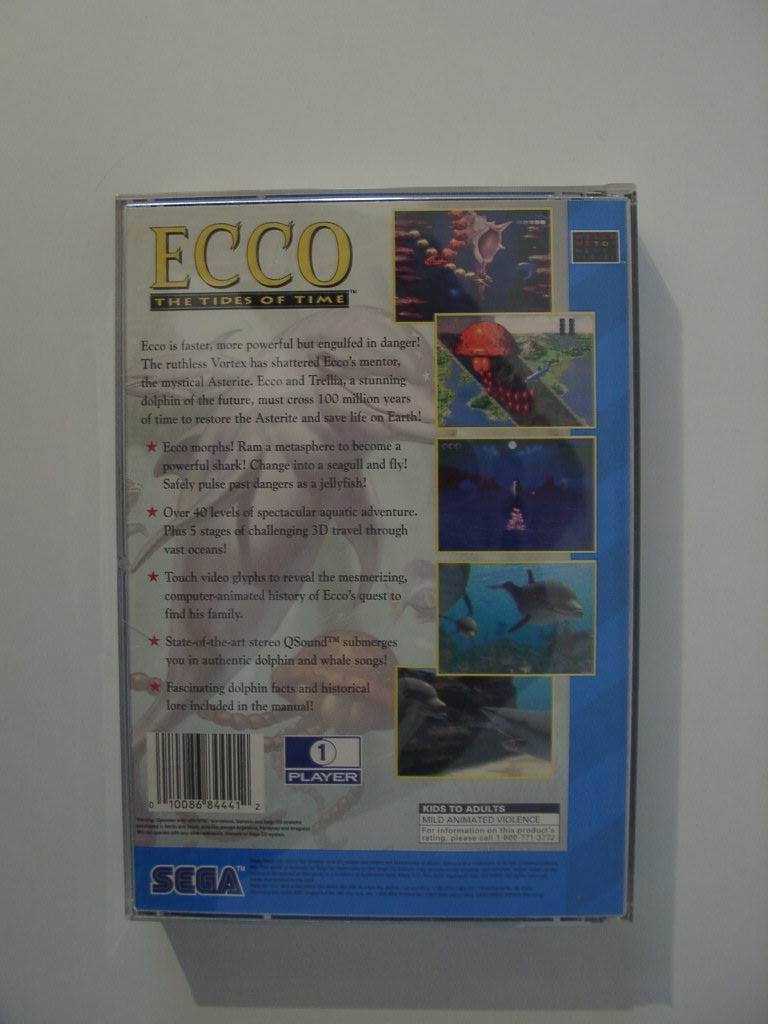 ECCO
THE TIDES OF TIME™
Ecco is faster, more powerful but engulfed in danger!
The ruthless Vortex has shattered Ecco's mentor,
the mystical Asterite. Ecco and Trellia, a stunning
dolphin of the future, must cross 100 million years
of time to restore the Asterite and save life on Earth!
★ Ecco morphs! Ram a metasphere to become a
powerful shark! Change into a seagull and fly!
Safely pulse past dangers as a jellyfish!
★ Over 40 levels of spectacular aquatic adventure.
Plus 5 stages of challenging 3D travel through
vast oceans!
★ Touch video glyphs to reveal the mesmerizing,
computer-animated history of Ecco's quest to
find his family.
★ State-of-the-art stereo QSound™ submerges
you in authentic dolphin and whale songs!
★ Fascinating dolphin facts and historical
lore included in the manual!
1
PLAYER
0 10086 84441 2
KIDS TO ADULTS
MILD ANIMATED VIOLENCE
For information on this product's
rating, please call 1-800-771-3772
SEGA™